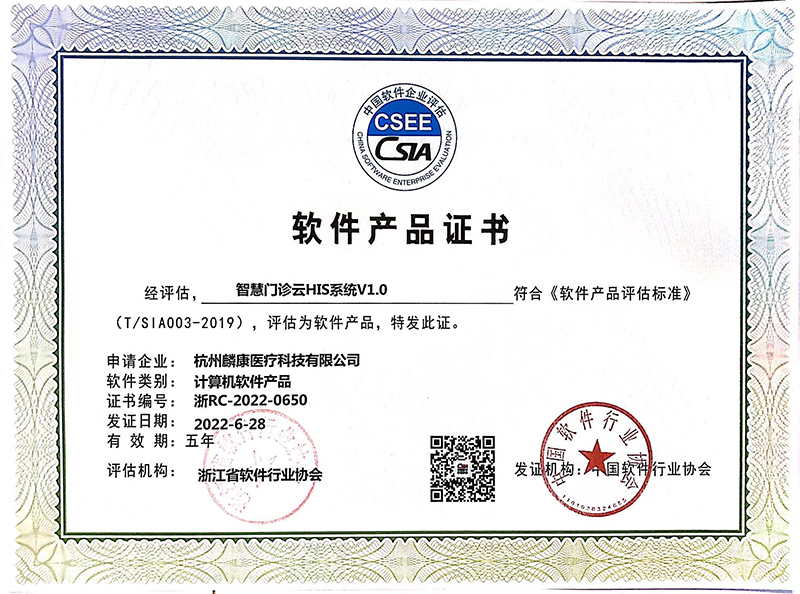 中国软件企业评估
CSEE
CSIA
CHINA SOFTWARE ENTERPRISE EVALUATION
软件产品证书
经评估，智慧门诊云HIS系统V1.0符合《软件产品评估标准》
（T/SIA003-2019），评估为软件产品，特发此证。
申请企业：杭州麟康医疗科技有限公司
软件类别：计算机软件产品
证书编号：浙RC-2022-0650
发证日期：2022-6-28
有 效 期：五年
评估机构：浙江省软件行业协会
发证机构：中国软件行业协会
中国软件行业协会